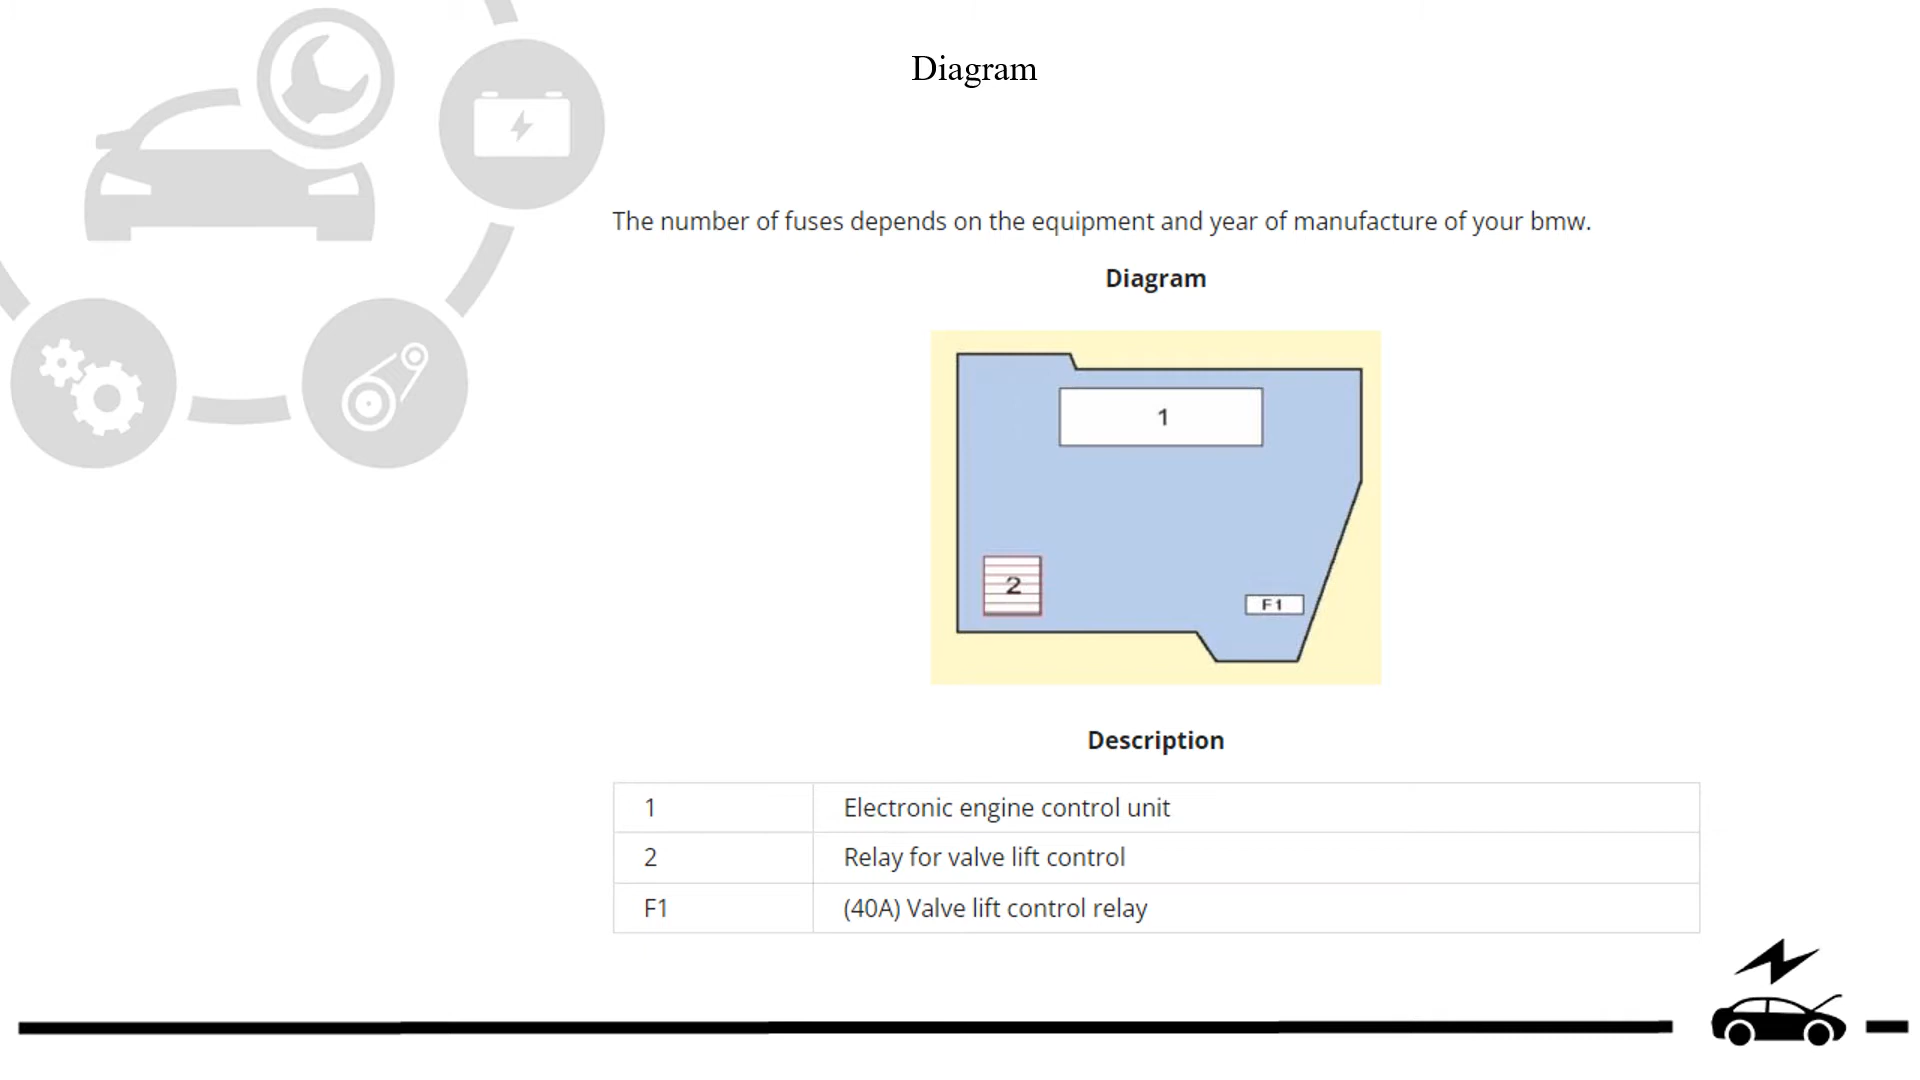 Diagram
The number of fuses depends on the equipment and year of manufacture of your bmw.
Diagram
1
2
F1
Description
1 Electronic engine control unit
2 Relay for valve lift control
F1 (40A) Valve lift control relay